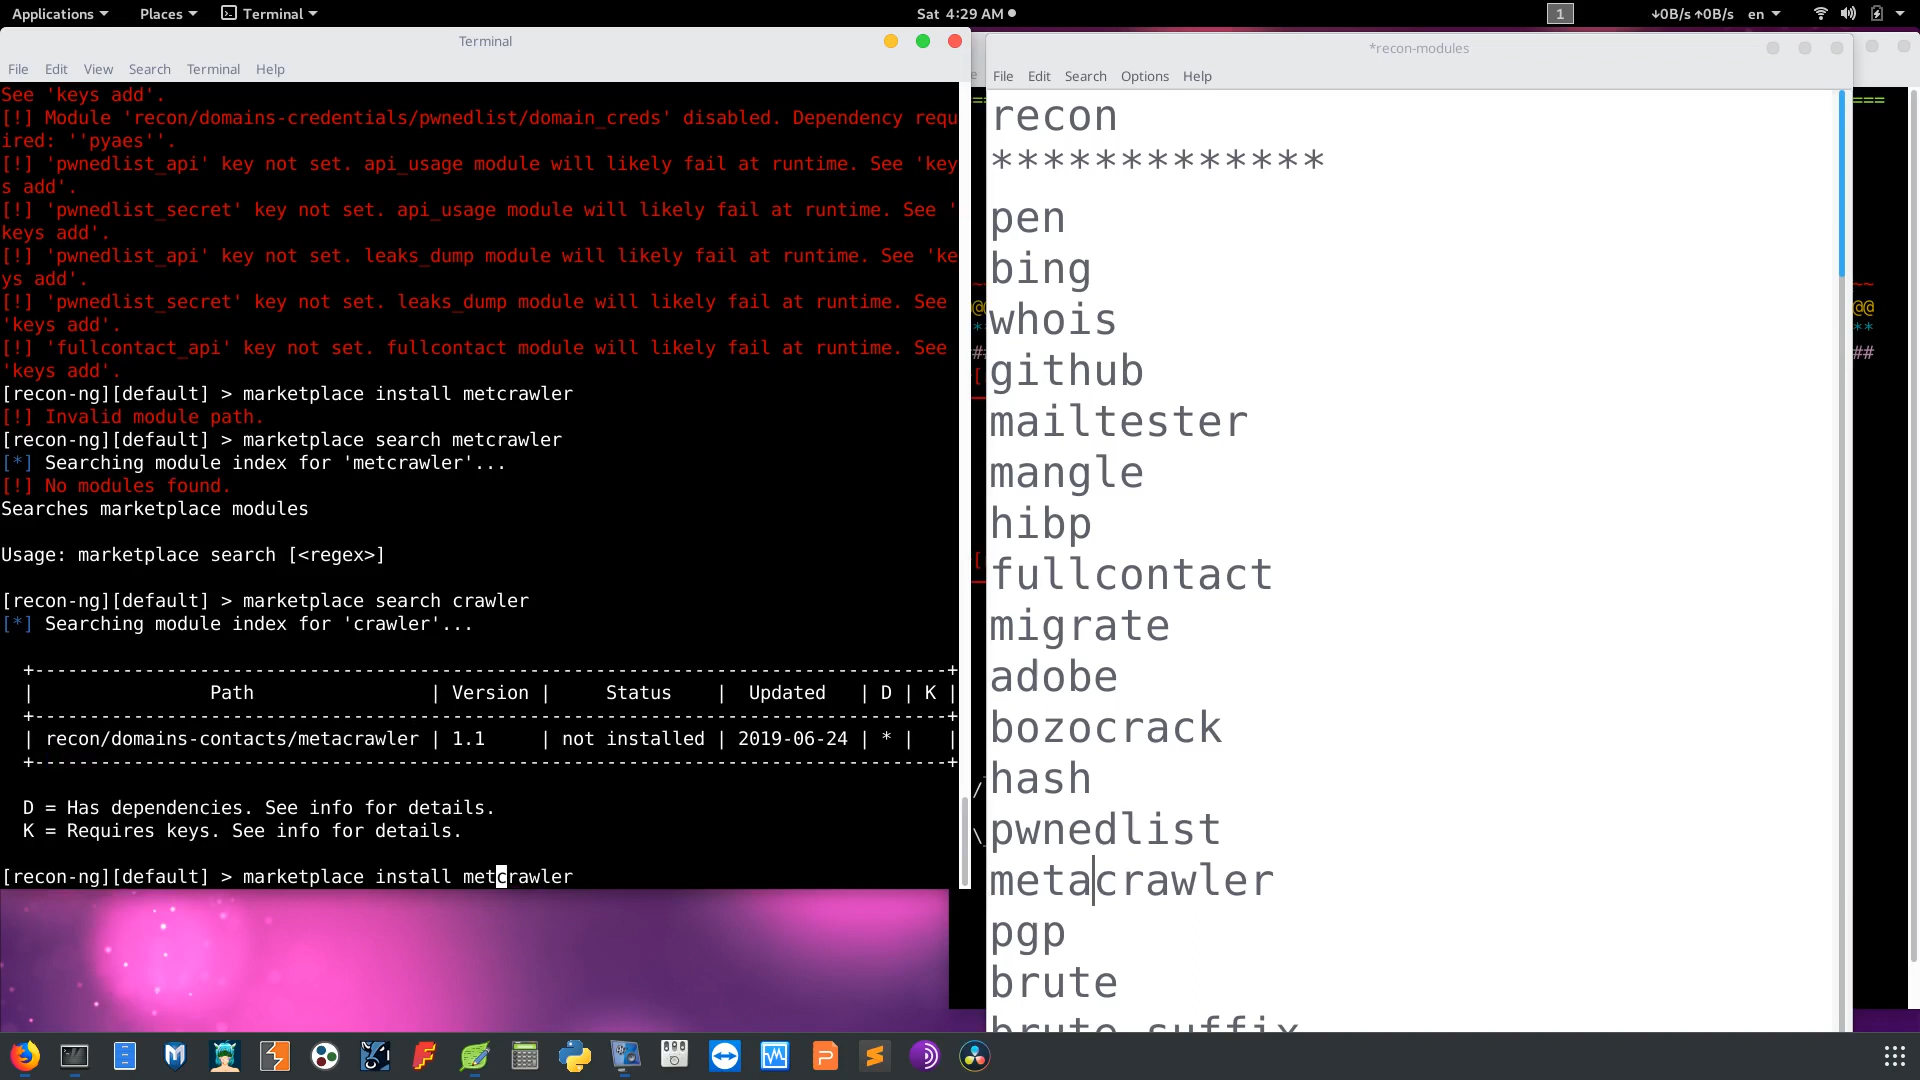 Applications
Places
Terminal
Sat 4:29 AM
1
↓0B/s ↑0B/s
en
Terminal
File Edit View Search Terminal Help
See 'keys add'.
[!] Module 'recon/domains-credentials/pwnedlist/domain_creds' disabled. Dependency requ
ired: ''pyaes''.
[!] 'pwnedlist_api' key not set. api_usage module will likely fail at runtime. See 'key
s add'.
[!] 'pwnedlist_secret' key not set. api_usage module will likely fail at runtime. See '
keys add'.
[!] 'pwnedlist_api' key not set. leaks_dump module will likely fail at runtime. See 'ke
ys add'.
[!] 'pwnedlist_secret' key not set. leaks_dump module will likely fail at runtime. See
'keys add'.
[!] 'fullcontact_api' key not set. fullcontact module will likely fail at runtime. See
'keys add'.
[recon-ng][default] > marketplace install metcrawler
[!] Invalid module path.
[recon-ng][default] > marketplace search metcrawler
[*] Searching module index for 'metcrawler'...
[!] No modules found.
Searches marketplace modules
Usage: marketplace search [<regex>]
[recon-ng][default] > marketplace search crawler
[*] Searching module index for 'crawler'...
+------------------------------------------------------------------------------------+
| Path | Version | Status | Updated | D | K |
+------------------------------------------------------------------------------------+
| recon/domains-contacts/metacrawler | 1.1 | not installed | 2019-06-24 | * | |
+------------------------------------------------------------------------------------+
D = Has dependencies. See info for details.
K = Requires keys. See info for details.
[recon-ng][default] > marketplace install metcrawler
*recon-modules
File Edit Search Options Help
recon
*************
pen
bing
whois
github
mailtester
mangle
hibp
fullcontact
migrate
adobe
bozocrack
hash
pwnedlist
metacrawler
pgp
brute
brute suffix